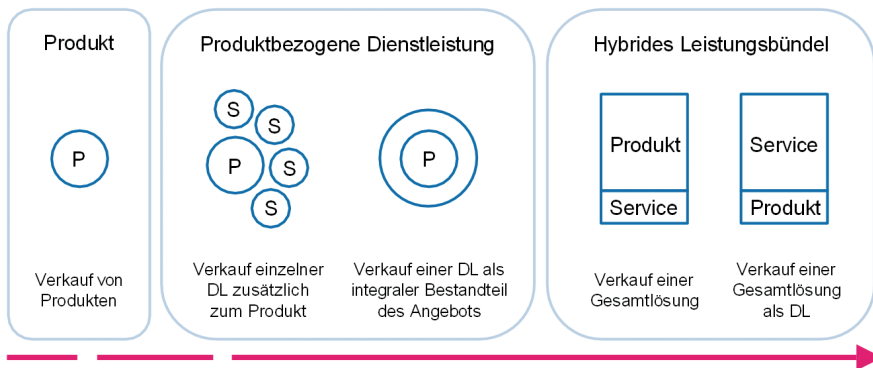 Produkt
P
Verkauf von
Produkten
Produktbezogene Dienstleistung
S
S
P
S
S
Verkauf einzelner
DL zusätzlich
zum Produkt
P
Verkauf einer DL als
integraler Bestandteil
des Angebots
Hybrides Leistungsbündel
Produkt
Service
Verkauf einer
Gesamtlösung
Service
Produkt
Verkauf einer
Gesamtlösung
als DL